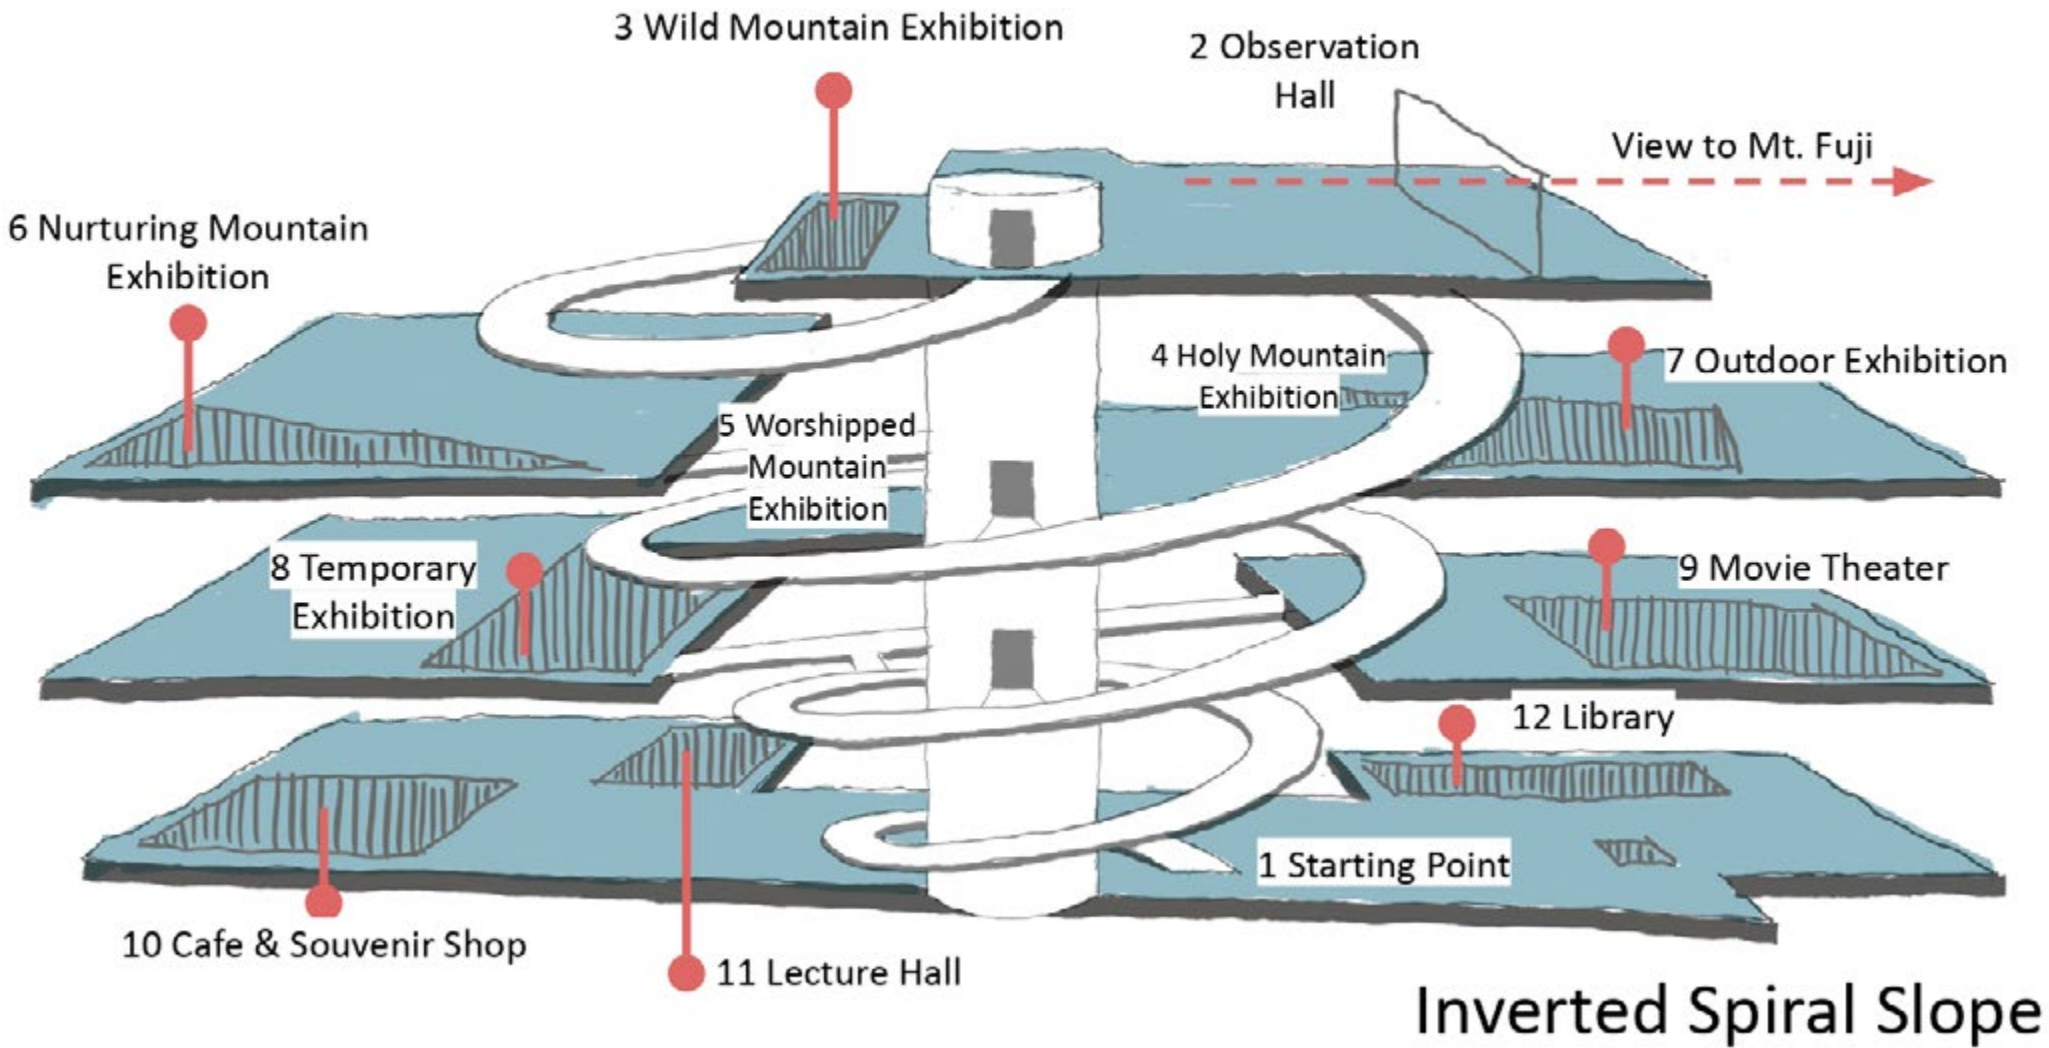 3 Wild Mountain Exhibition
2 Observation
Hall
View to Mt. Fuji
6 Nurturing Mountain
Exhibition
4 Holy Mountain
Exhibition
7 Outdoor Exhibition
5 Worshipped
Mountain
Exhibition
8 Temporary
Exhibition
9 Movie Theater
12 Library
1 Starting Point
10 Cafe & Souvenir Shop
11 Lecture Hall
Inverted Spiral Slope